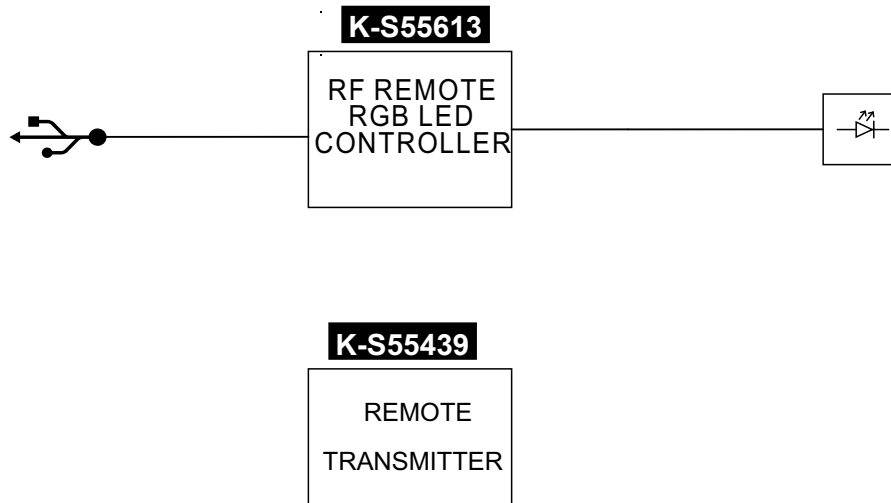 K-S55613
RF REMOTE
RGB LED
CONTROLLER
K-S55439
REMOTE
TRANSMITTER